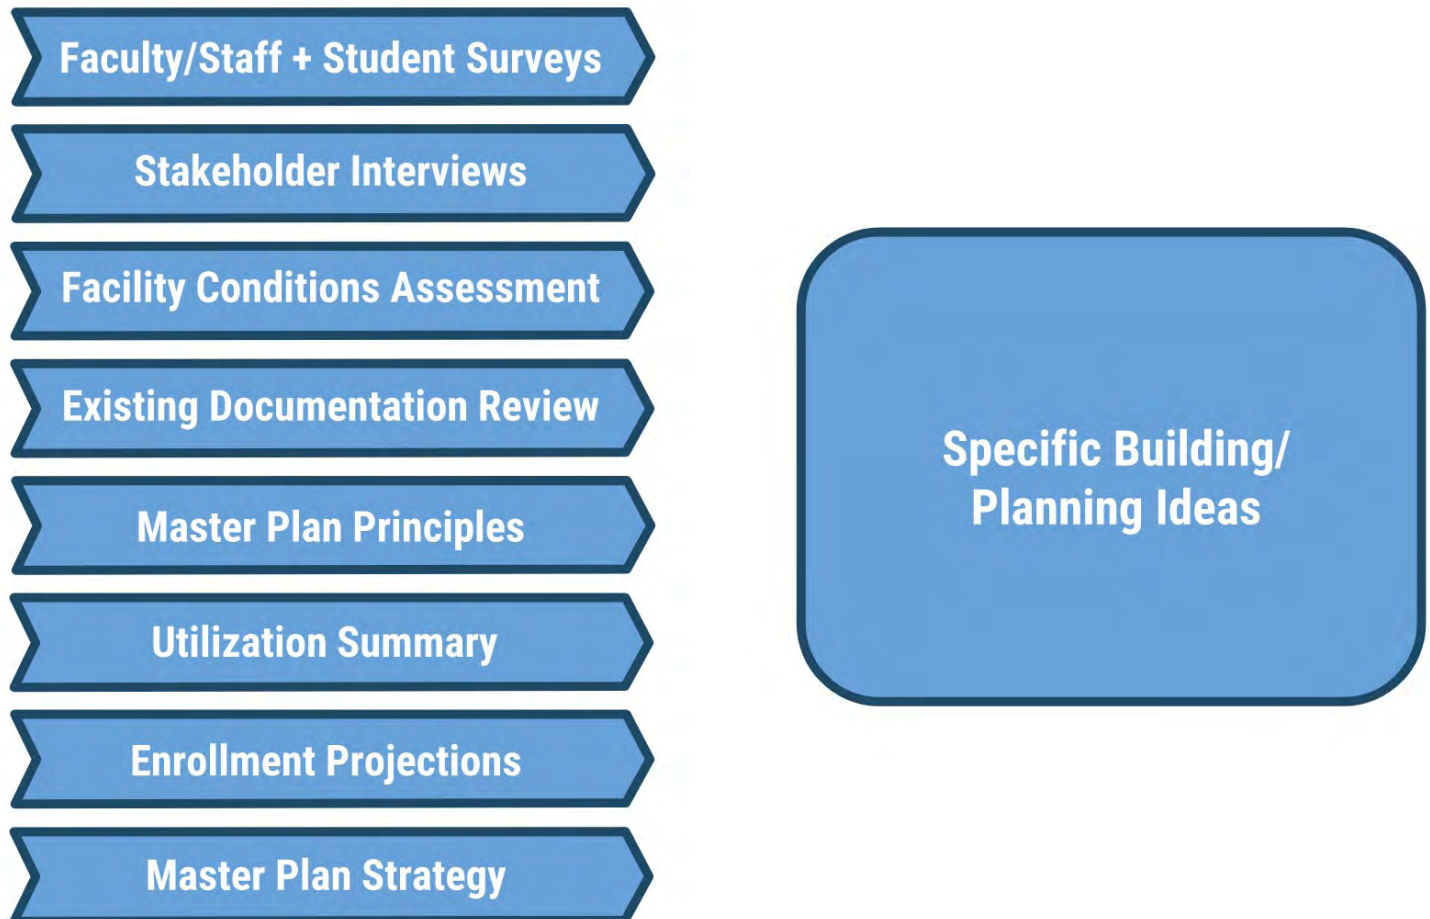 Faculty/Staff + Student Surveys
Stakeholder Interviews
Facility Conditions Assessment
Existing Documentation Review
Master Plan Principles
Utilization Summary
Enrollment Projections
Master Plan Strategy
Specific Building/
Planning Ideas